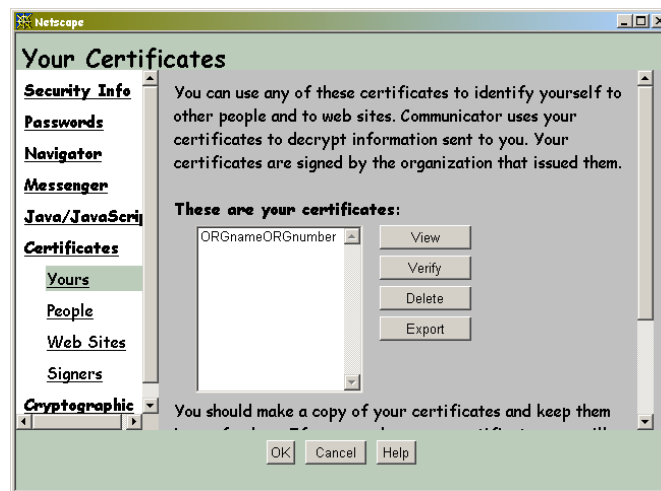 Netscape
Your Certificates
Security Info
Passwords
Navigator
Messenger
Java/JavaScrip
Certificates
Yours
People
Web Sites
Signers
Cryptographic
You can use any of these certificates to identify yourself to
other people and to web sites. Communicator uses your
certificates to decrypt information sent to you. Your
certificates are signed by the organization that issued them.
These are your certificates:
ORGnameORGnumber
View
Verify
Delete
Export
You should make a copy of your certificates and keep them
OK
Cancel
Help